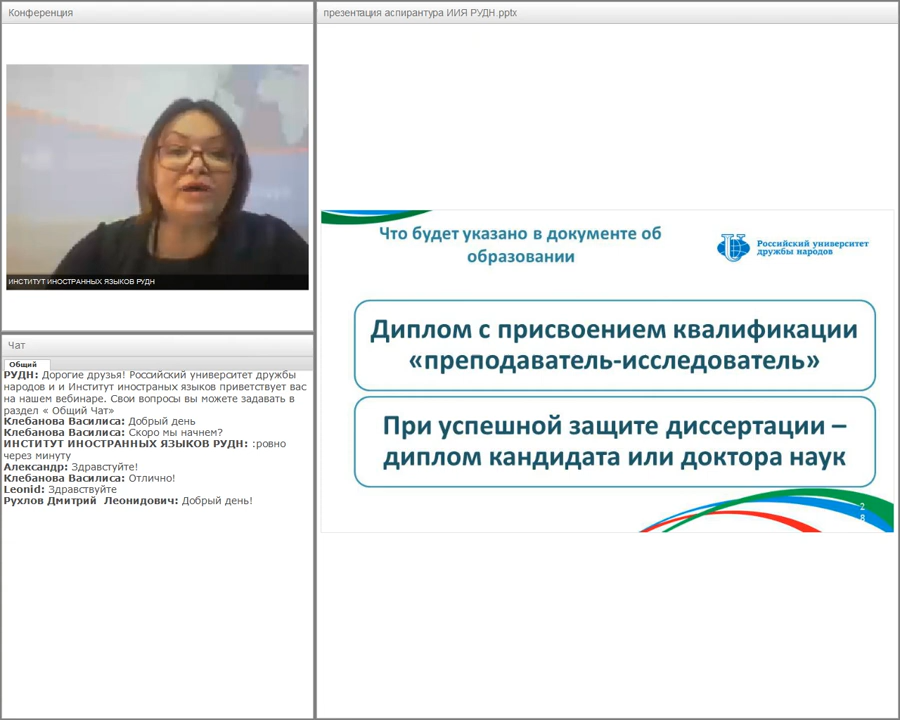 Конференция
ИНСТИТУТ ИНОСТРАННЫХ ЯЗЫКОВ РУДН
Чат
Общий
РУДН: Дорогие друзья! Российский университет дружбы
народов и и Институт иностраных языков приветствует вас
на нашем вебинаре. Свои вопросы вы можете задавать в
раздел « Общий Чат»
Клебанова Василиса: Добрый день
Клебанова Василиса: Скоро мы начнем?
ИНСТИТУТ ИНОСТРАННЫХ ЯЗЫКОВ РУДН: :ровно
через минуту
Александр: Здравстуйте!
Клебанова Василиса: Отлично!
Leonid: Здравствуйте
Рухлов Дмитрий Леонидович: Добрый день!
презентация аспирантура ИИЯ РУДН.pptx
Что будет указано в документе об
образовании
Российский университет
дружбы народов
Диплом с присвоением квалификации
«преподаватель-исследователь»
При успешной защите диссертации –
диплом кандидата или доктора наук
2
8